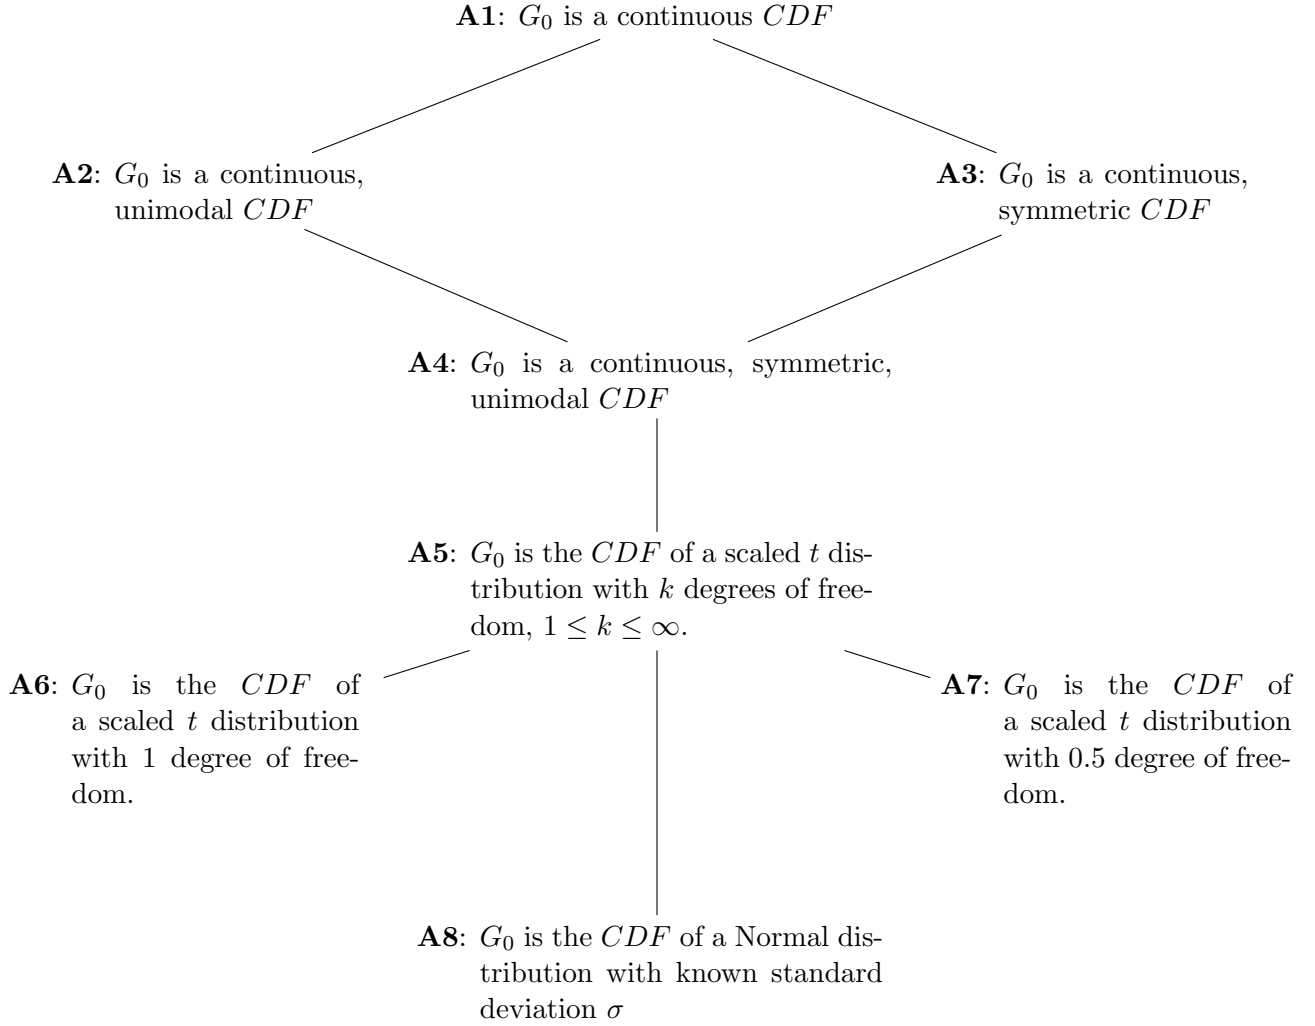 A1: G₀ is a continuous CDF
A2: G₀ is a continuous,
unimodal CDF
A3: G₀ is a continuous,
symmetric CDF
A4: G₀ is a continuous, symmetric,
unimodal CDF
A5: G₀ is the CDF of a scaled t dis-
tribution with k degrees of free-
dom, 1 ≤ k ≤ ∞.
A6: G₀ is the CDF of
a scaled t distribution
with 1 degree of free-
dom.
A7: G₀ is the CDF of
a scaled t distribution
with 0.5 degree of free-
dom.
A8: G₀ is the CDF of a Normal dis-
tribution with known standard
deviation σ